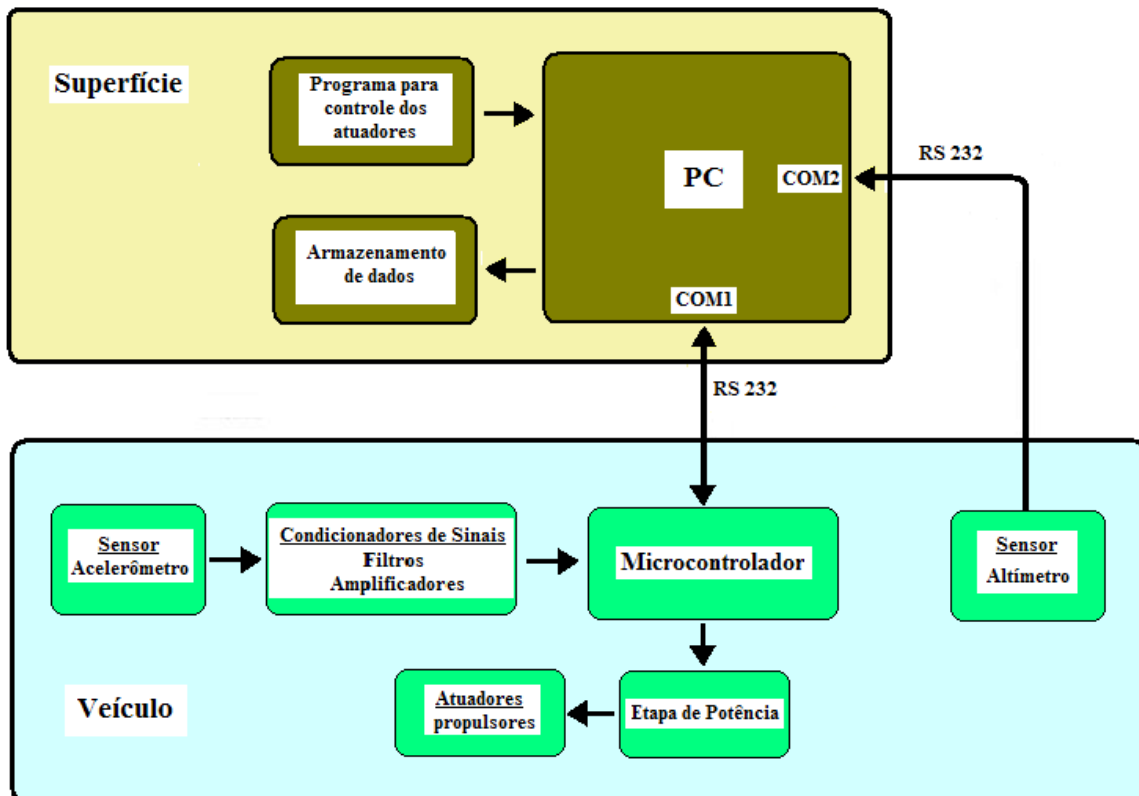 Superfície
Programa para
controle dos
atuadores
PC
COM2
RS 232
Armazenamento
de dados
COM1
RS 232
Sensor
Acelerômetro
Condicionadores de Sinais
Filtros
Amplificadores
Microcontrolador
Sensor
Altímetro
Veículo
Atuadores
propulsores
Etapa de Potência